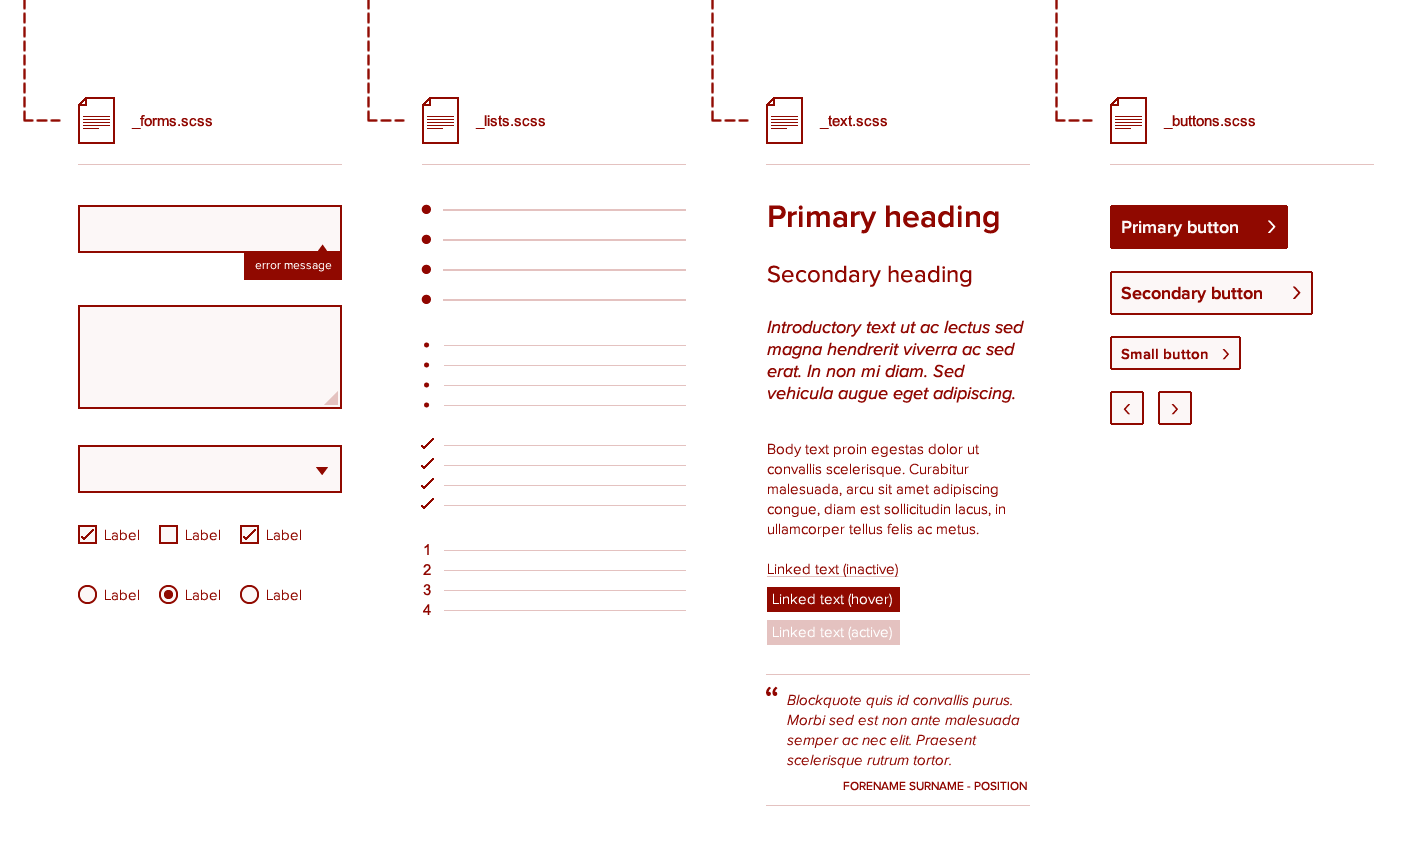 _forms.scss
error message
Label Label Label
Label Label Label
_lists.scss
1
2
3
4
_text.scss
Primary heading
Secondary heading
Introductory text ut ac lectus sed
magna hendrerit viverra ac sed
erat. In non mi diam. Sed
vehicula augue eget adipiscing.
Body text proin egestas dolor ut
convallis scelerisque. Curabitur
malesuada, arcu sit amet adipiscing
congue, diam est sollicitudin lacus, in
ullamcorper tellus felis ac metus.
Linked text (inactive)
Linked text (hover)
Linked text (active)
“ Blockquote quis id convallis purus.
Morbi sed est non ante malesuada
semper ac nec elit. Praesent
scelerisque rutrum tortor.
FORENAME SURNAME - POSITION
_buttons.scss
Primary button
Secondary button
Small button